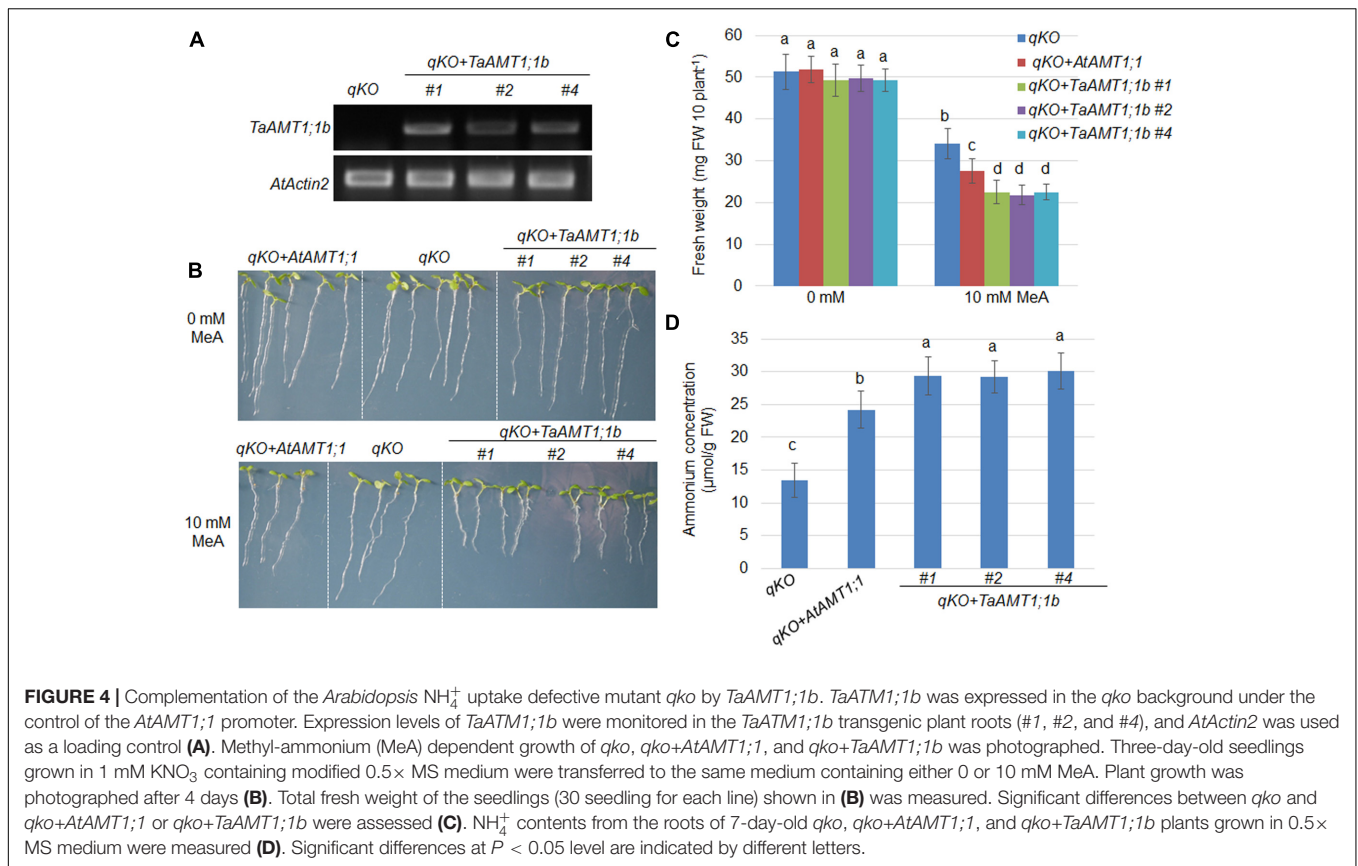 A
qKO+TaAMT1;1b
qKO #1 #2 #4
TaAMT1;1b
AtActin2
B
qKO+AtAMT1;1 qKO qKO+TaAMT1;1b
#1 #2 #4
0 mM
MeA
qKO+AtAMT1;1 qKO qKO+TaAMT1;1b
#1 #2 #4
10 mM
MeA
C
Fresh weight (mg FW 10 plant⁻¹)
60
50
40
30
20
10
0
a a a a a
b c d d d
0 mM 10 mM MeA
qKO
qKO+AtAMT1;1
qKO+TaAMT1;1b #1
qKO+TaAMT1;1b #2
qKO+TaAMT1;1b #4
D
Ammonium concentration
(µmol/g FW)
35
30
25
20
15
10
5
0
c b a a a
qKO qKO+AtAMT1;1 #1 #2 #4
qKO+TaAMT1;1b
FIGURE 4 | Complementation of the Arabidopsis NH₄⁺ uptake defective mutant qko by TaAMT1;1b. TaATM1;1b was expressed in the qko background under the
control of the AtAMT1;1 promoter. Expression levels of TaATM1;1b were monitored in the TaATM1;1b transgenic plant roots (#1, #2, and #4), and AtActin2 was used
as a loading control (A). Methyl-ammonium (MeA) dependent growth of qko, qko+AtAMT1;1, and qko+TaAMT1;1b was photographed. Three-day-old seedlings
grown in 1 mM KNO₃ containing modified 0.5× MS medium were transferred to the same medium containing either 0 or 10 mM MeA. Plant growth was
photographed after 4 days (B). Total fresh weight of the seedlings (30 seedling for each line) shown in (B) was measured. Significant differences between qko and
qko+AtAMT1;1 or qko+TaAMT1;1b were assessed (C). NH₄⁺ contents from the roots of 7-day-old qko, qko+AtAMT1;1, and qko+TaAMT1;1b plants grown in 0.5×
MS medium were measured (D). Significant differences at P < 0.05 level are indicated by different letters.